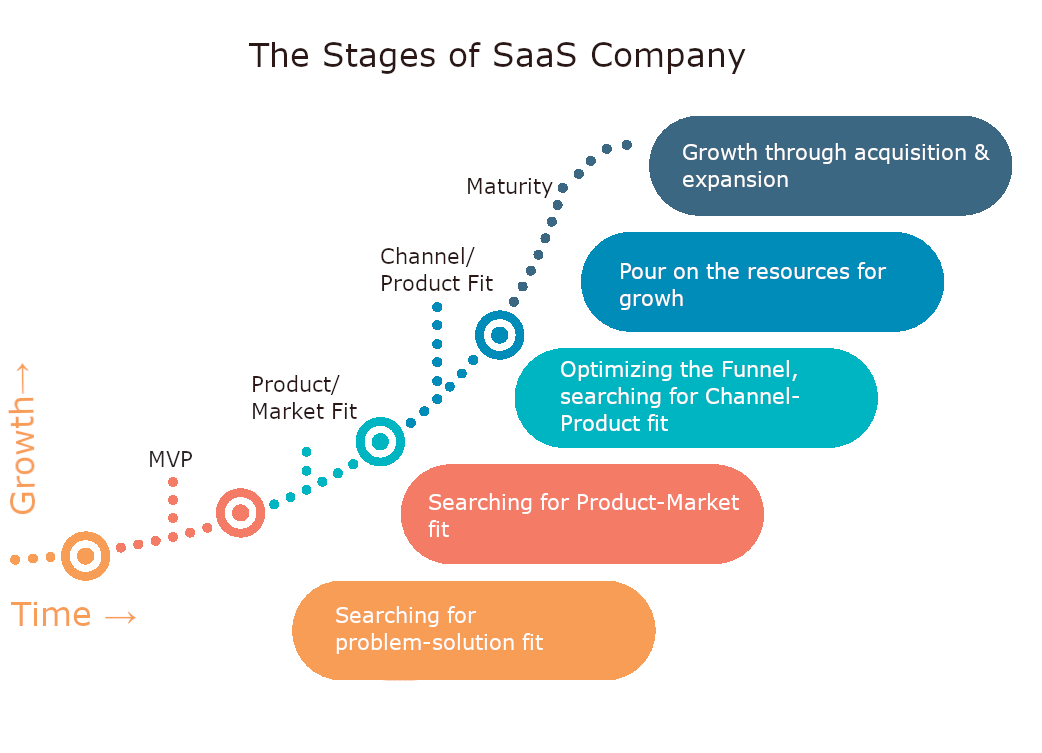 The Stages of SaaS Company
Growth through acquisition &
expansion
Maturity
Channel/
Product Fit
Pour on the resources for
growh
Product/
Market Fit
Optimizing the Funnel,
searching for Channel-
Product fit
MVP
Searching for Product-Market
fit
Growth→
Time →
Searching for
problem-solution fit